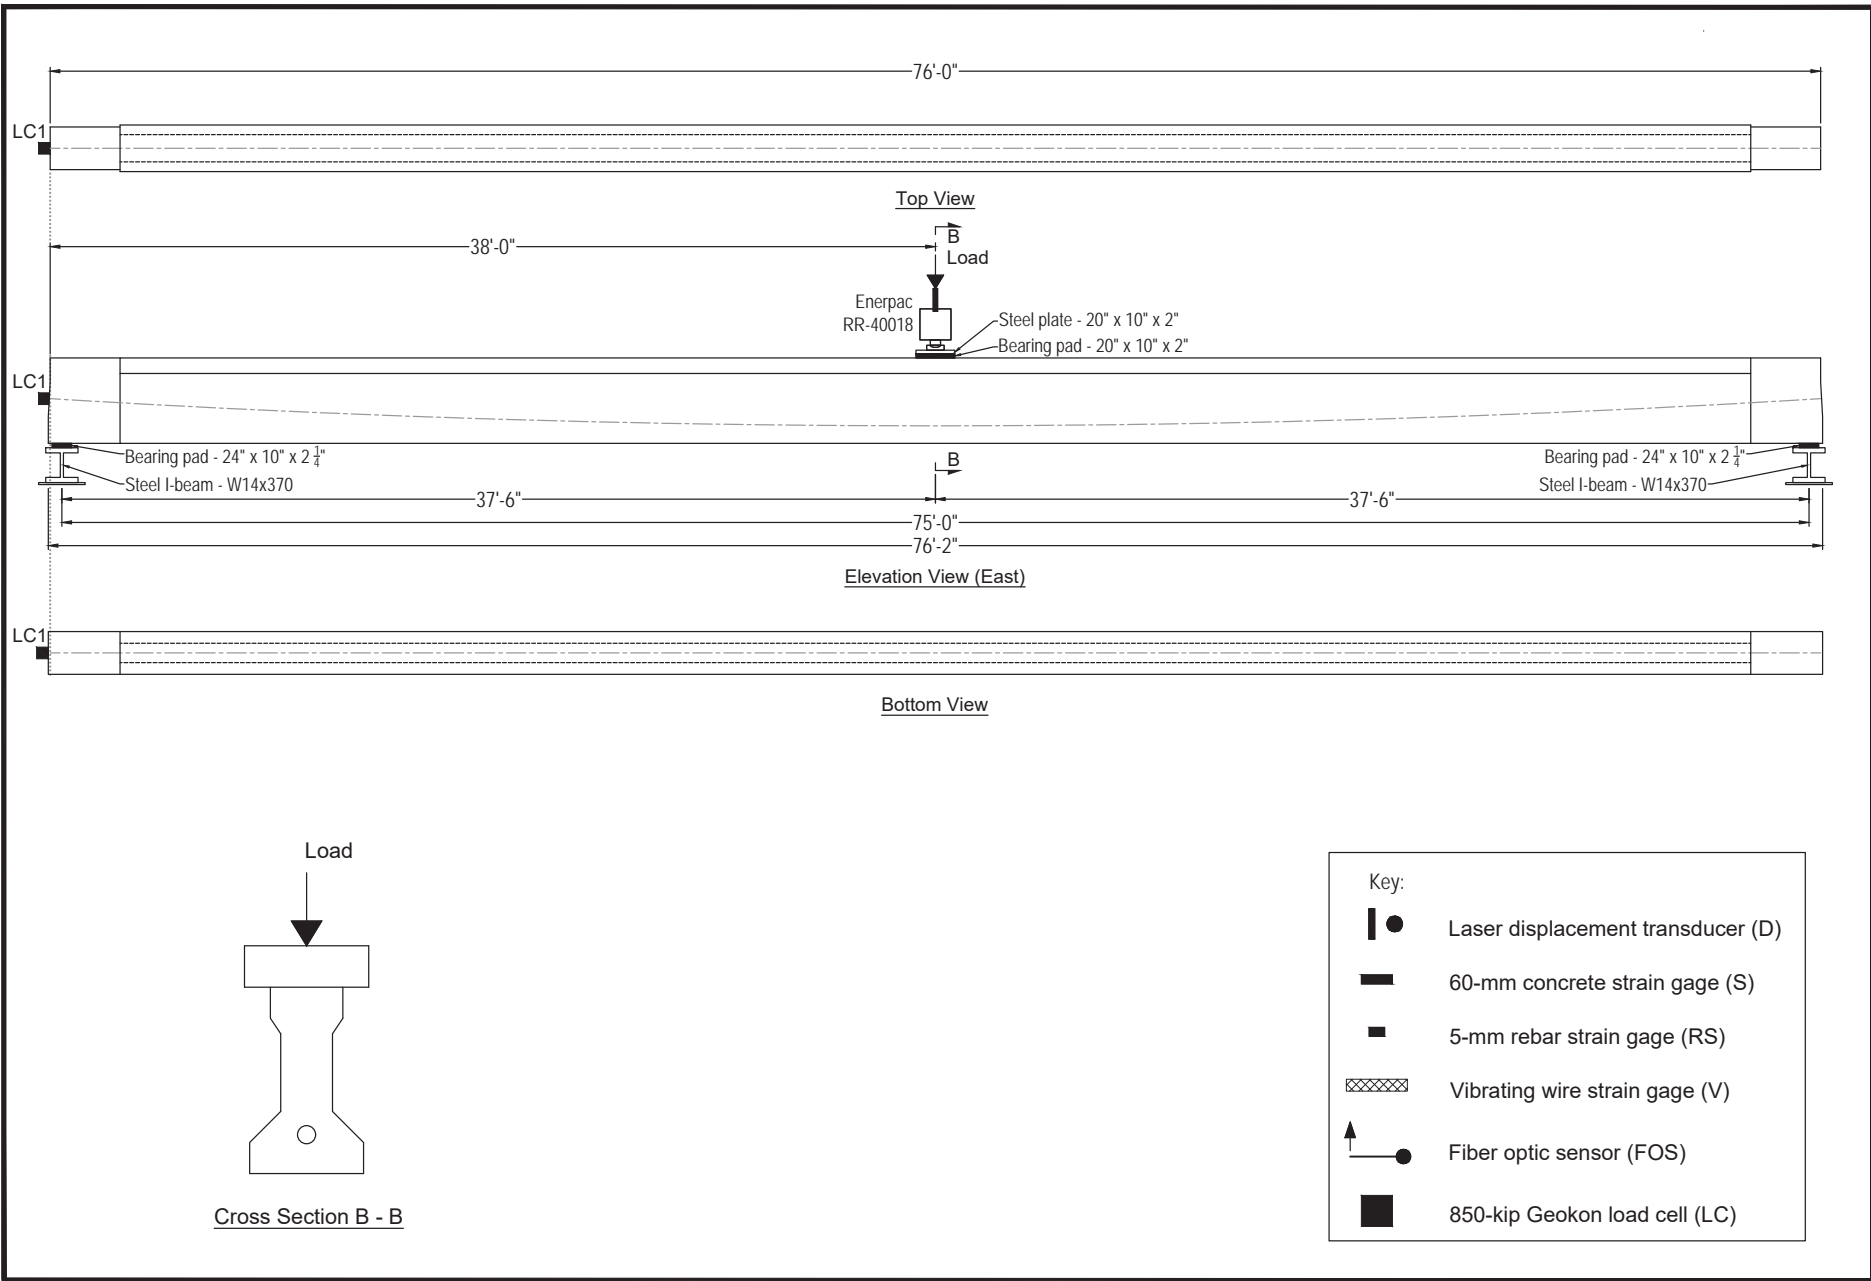 76'-0"
LC1
Top View
38'-0"
B
Load
Enerpac
RR-40018
Steel plate - 20" x 10" x 2"
Bearing pad - 20" x 10" x 2"
LC1
Bearing pad - 24" x 10" x 2 1/4"
Steel I-beam - W14x370
B
Bearing pad - 24" x 10" x 2 1/4"
Steel I-beam - W14x370
37'-6"
37'-6"
75'-0"
76'-2"
Elevation View (East)
LC1
Bottom View
Load
Cross Section B - B
Key:
Laser displacement transducer (D)
60-mm concrete strain gage (S)
5-mm rebar strain gage (RS)
Vibrating wire strain gage (V)
Fiber optic sensor (FOS)
850-kip Geokon load cell (LC)